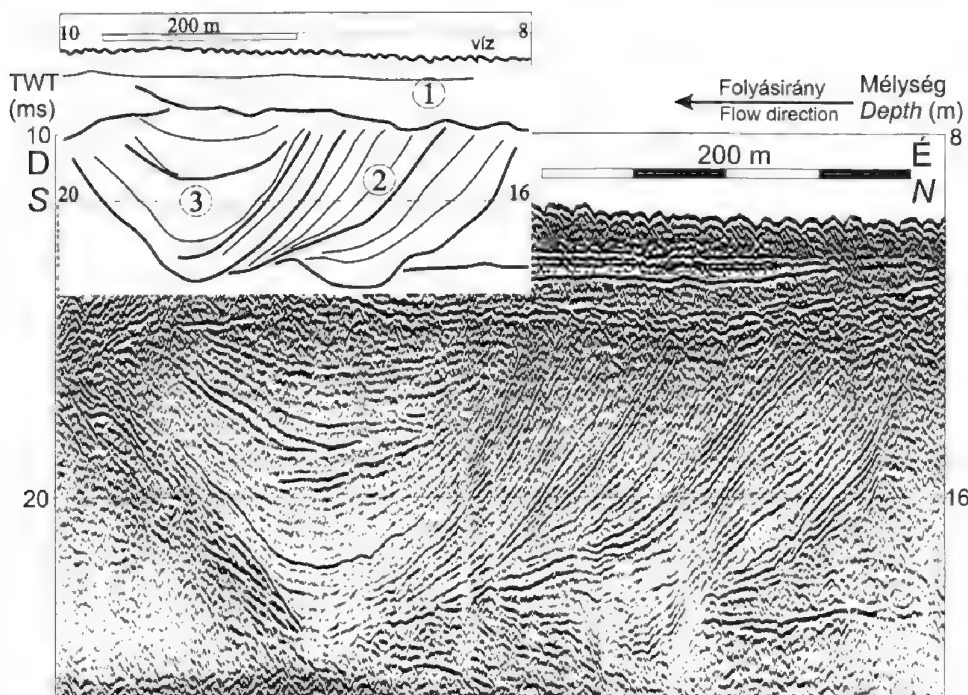 10 200 m 8
víz
TWT
(ms)
①
Folyásirány
Flow direction
Mélység
Depth (m)
10
8
D
S
20
③
②
16
200 m
É
N
20
16